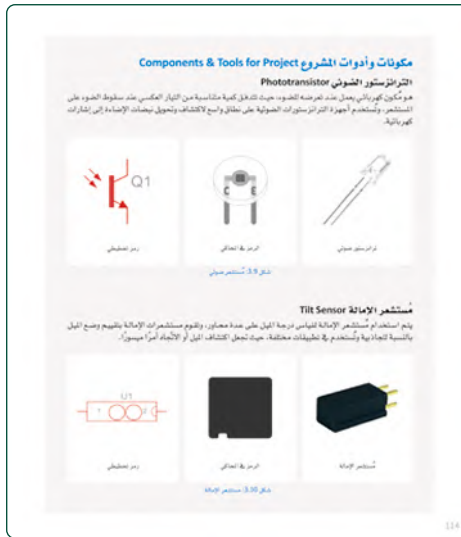 مكونات وأدوات المشروع Components & Tools for Project
الترانزستور الضوئي Phototransistor
هو مكون كهربائي يعمل عند تعرضه للضوء، حيث تتدفق كمية متناسبة من التيار العكسي عند سقوط الضوء على
المستشعر، وتُستخدم أجهزة الترانزستورات الضوئية على نطاق واسع لاكتشاف وتحويل نبضات الإضاءة إلى إشارات
كهربائية.
Q1
C E
ترانزستور ضوئي
الرمز في المحاكي
رمز تخطيطي
شكل 3.9: مُستشعر ضوئي
مُستشعر الإمالة Tilt Sensor
يتم استخدام مُستشعر الإمالة لقياس درجة الميل على عدة محاور، وتقوم مستشعرات الإمالة بتقييم وضع الميل
بالنسبة للجاذبية وتُستخدم في تطبيقات مختلفة، حيث تجعل اكتشاف الميل أو الاتجاه أمرًا ميسورًا.
U1
1 2
مُستشعر الإمالة
الرمز في المحاكي
رمز تخطيطي
شكل 3.10: مستشعر الإمالة
114